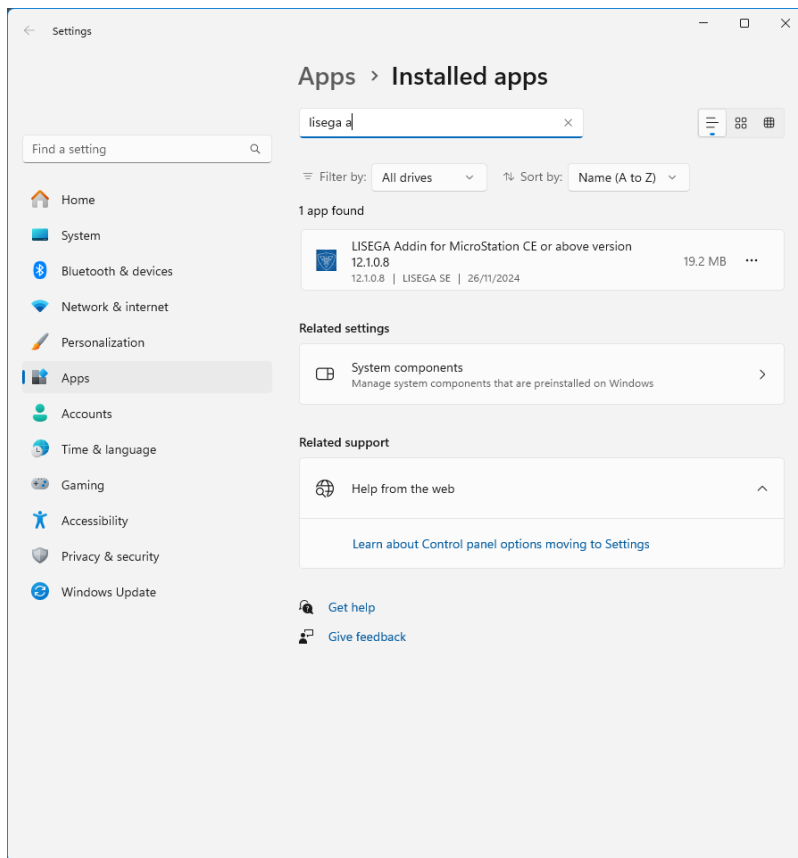 Settings
Apps > Installed apps
lisega a
Find a setting
Filter by: All drives Sort by: Name (A to Z)
1 app found
LISEGA Addin for MicroStation CE or above version
12.1.0.8
12.1.0.8 | LISEGA SE | 26/11/2024
19.2 MB
Home
System
Bluetooth & devices
Network & internet
Personalization
Apps
Accounts
Time & language
Gaming
Accessibility
Privacy & security
Windows Update
Related settings
System components
Manage system components that are preinstalled on Windows
Related support
Help from the web
Learn about Control panel options moving to Settings
Get help
Give feedback